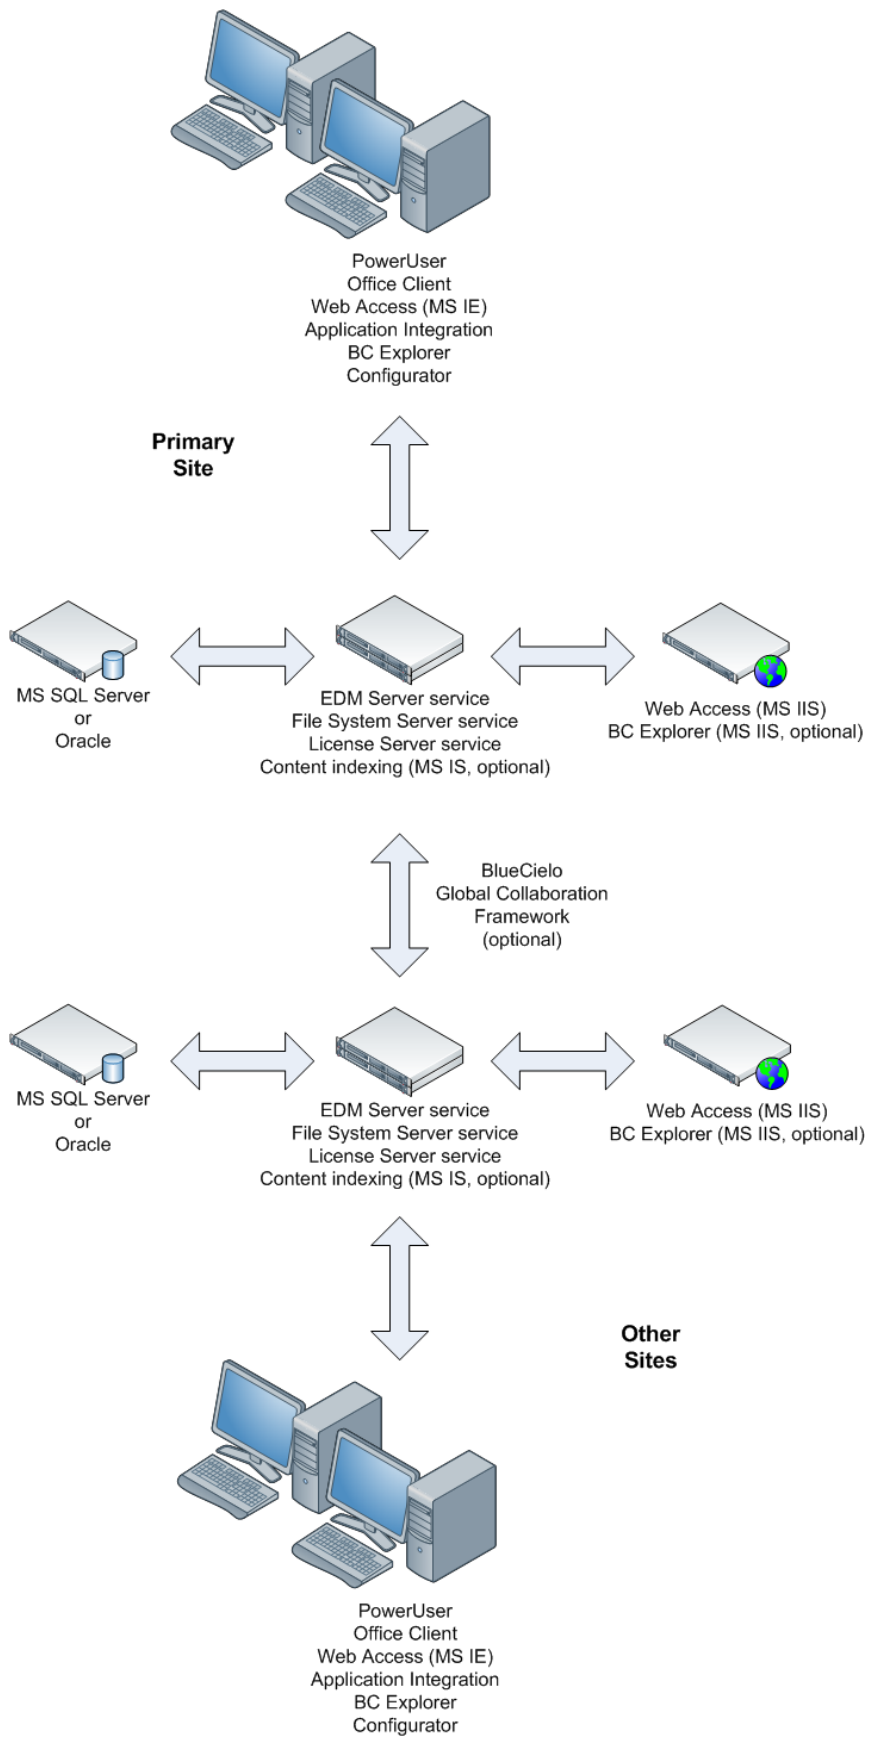 PowerUser
Office Client
Web Access (MS IE)
Application Integration
BC Explorer
Configurator
Primary
Site
MS SQL Server
or
Oracle
EDM Server service
File System Server service
License Server service
Content indexing (MS IS, optional)
Web Access (MS IIS)
BC Explorer (MS IIS, optional)
BlueCielo
Global Collaboration
Framework
(optional)
MS SQL Server
or
Oracle
EDM Server service
File System Server service
License Server service
Content indexing (MS IS, optional)
Web Access (MS IIS)
BC Explorer (MS IIS, optional)
Other
Sites
PowerUser
Office Client
Web Access (MS IE)
Application Integration
BC Explorer
Configurator